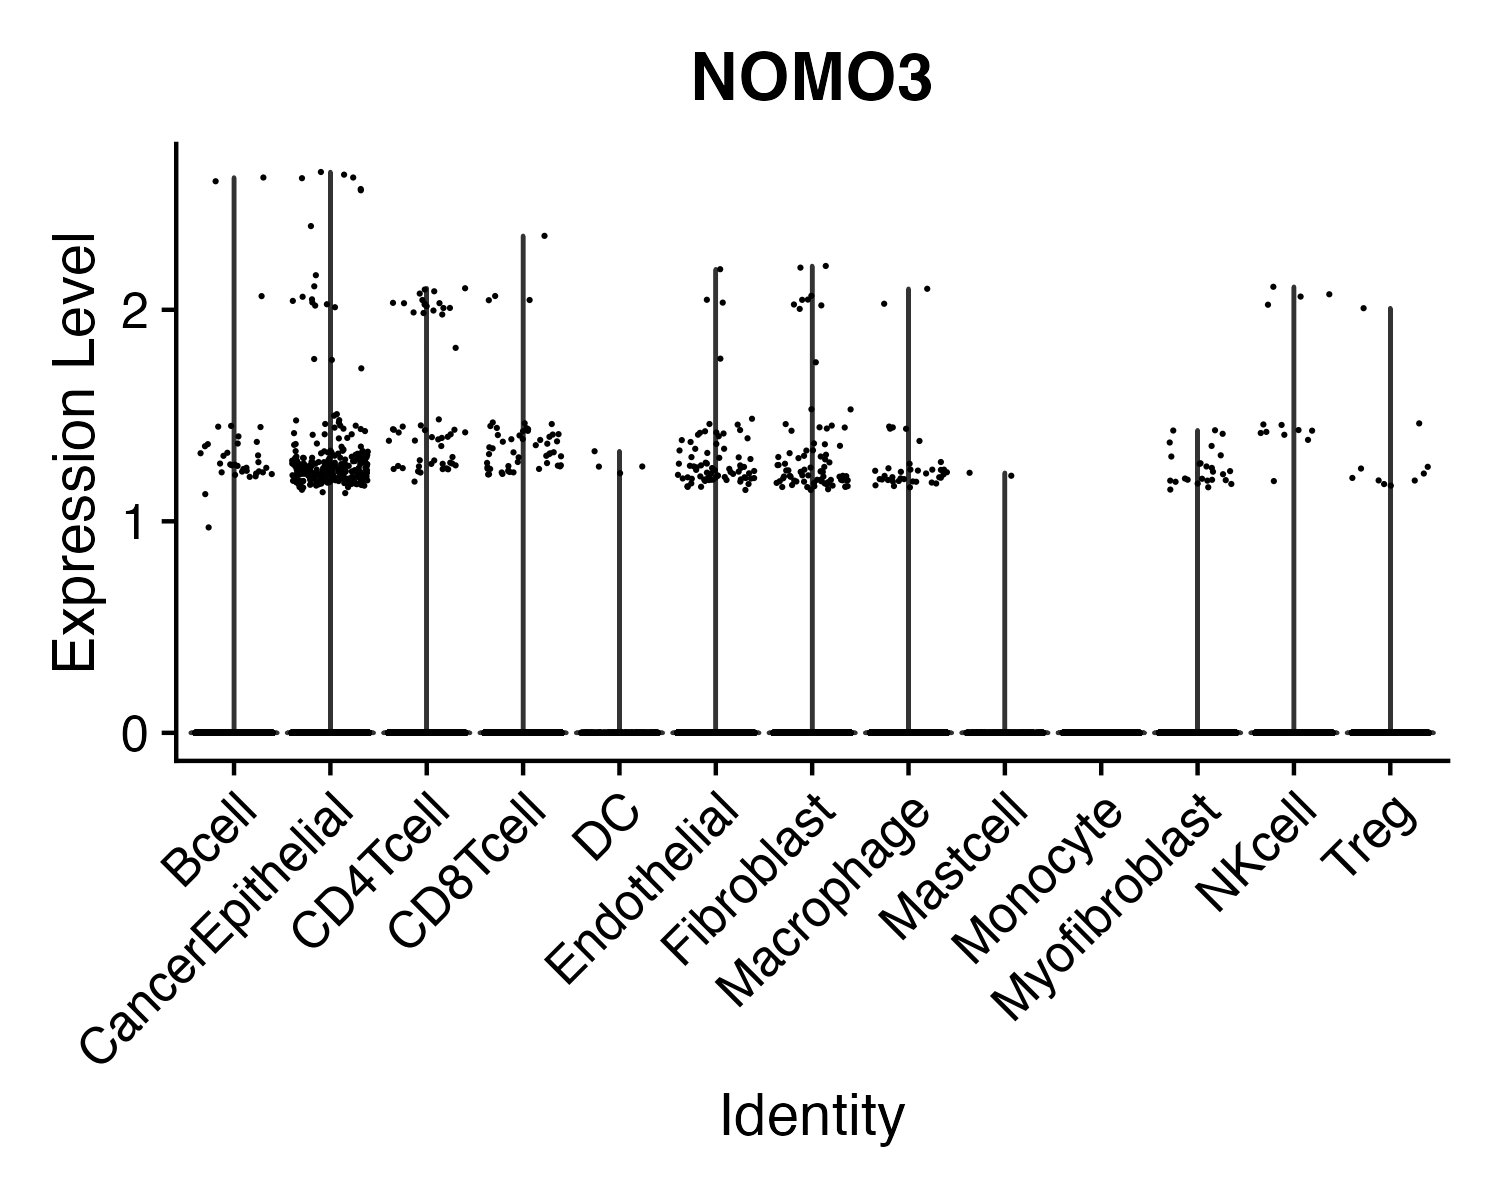 NOMO3
Expression Level
2
1
0
Bcell
CancerEpithelial
CD4Tcell
CD8Tcell
DC
Endothelial
Fibroblast
Macrophage
Mastcell
Monocyte
Myofibroblast
NKcell
Treg
Identity